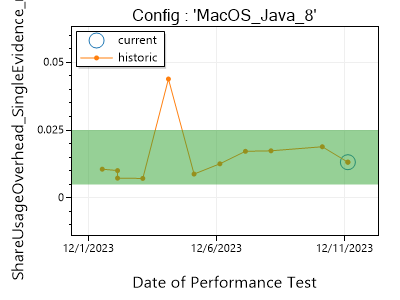 Config : 'MacOS_Java_8'
current
historic
0.05
0.025
0
ShareUsageOverhead_SingleEvidence_
12/1/2023
12/6/2023
12/11/2023
Date of Performance Test